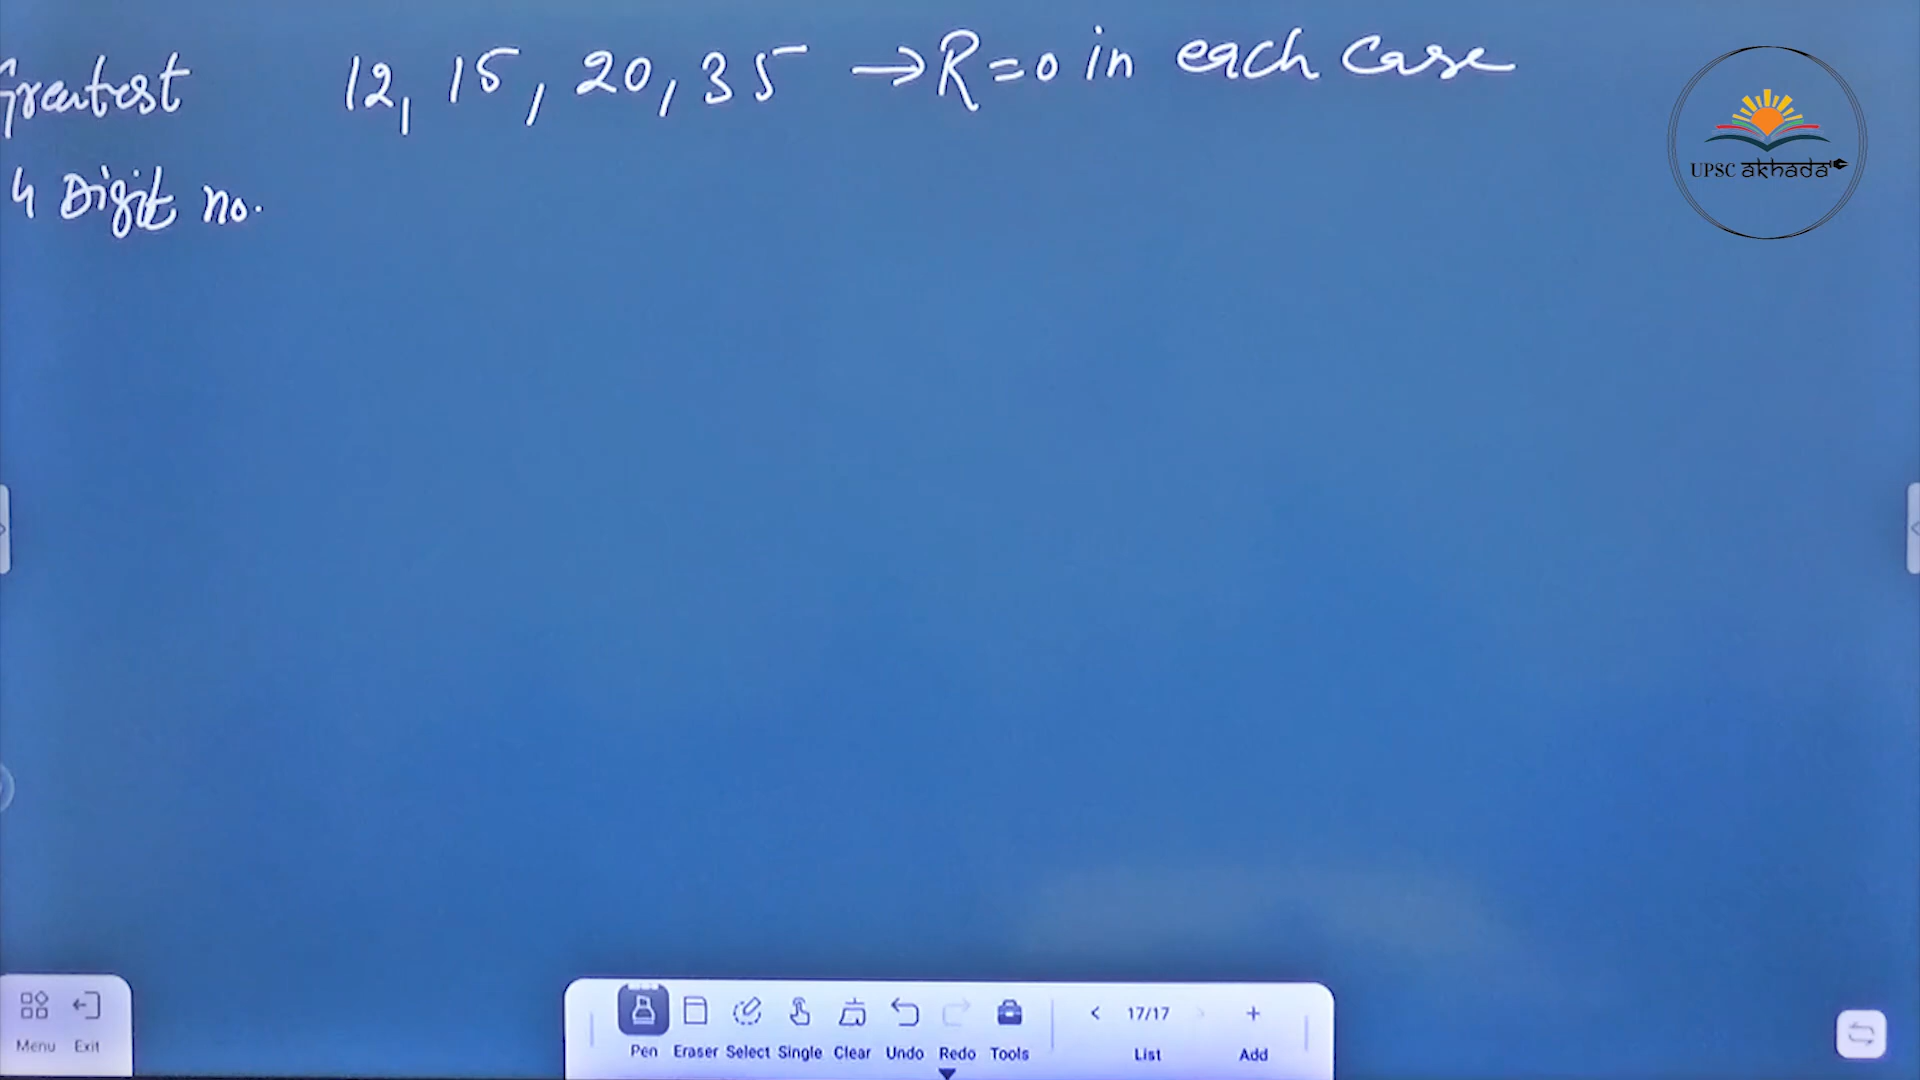 Greatest 12, 15, 20, 35 → R=0 in each case
4 Digit no.
UPSC akhada
Menu Exit
Pen Eraser Select Single Clear Undo Redo Tools
< 17/17 > +
List Add